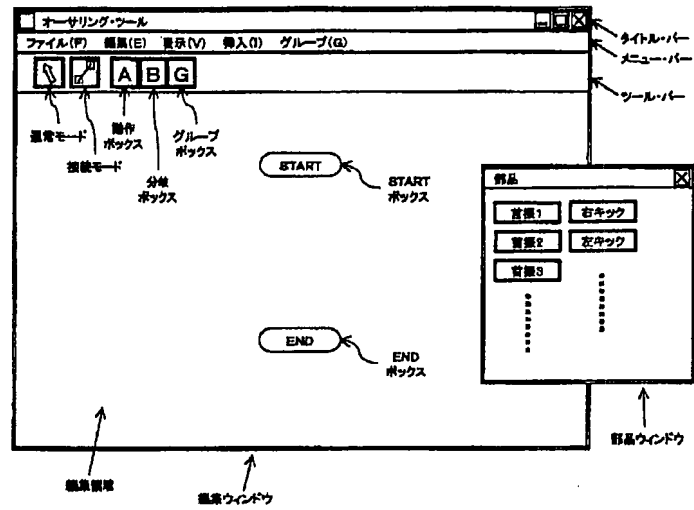 オーサリング・ツール
ファイル(F) 編集(E) 表示(V) 挿入(I) グループ(G)
A B G
タイトル・バー
メニュー・バー
ツール・バー
通常モード
接続モード
動作
ボックス
分岐
ボックス
グループ
ボックス
START
START
ボックス
END
END
ボックス
部品
首振1 右キック
首振2 左キック
首振3
部品ウィンドウ
編集領域
編集ウィンドウ